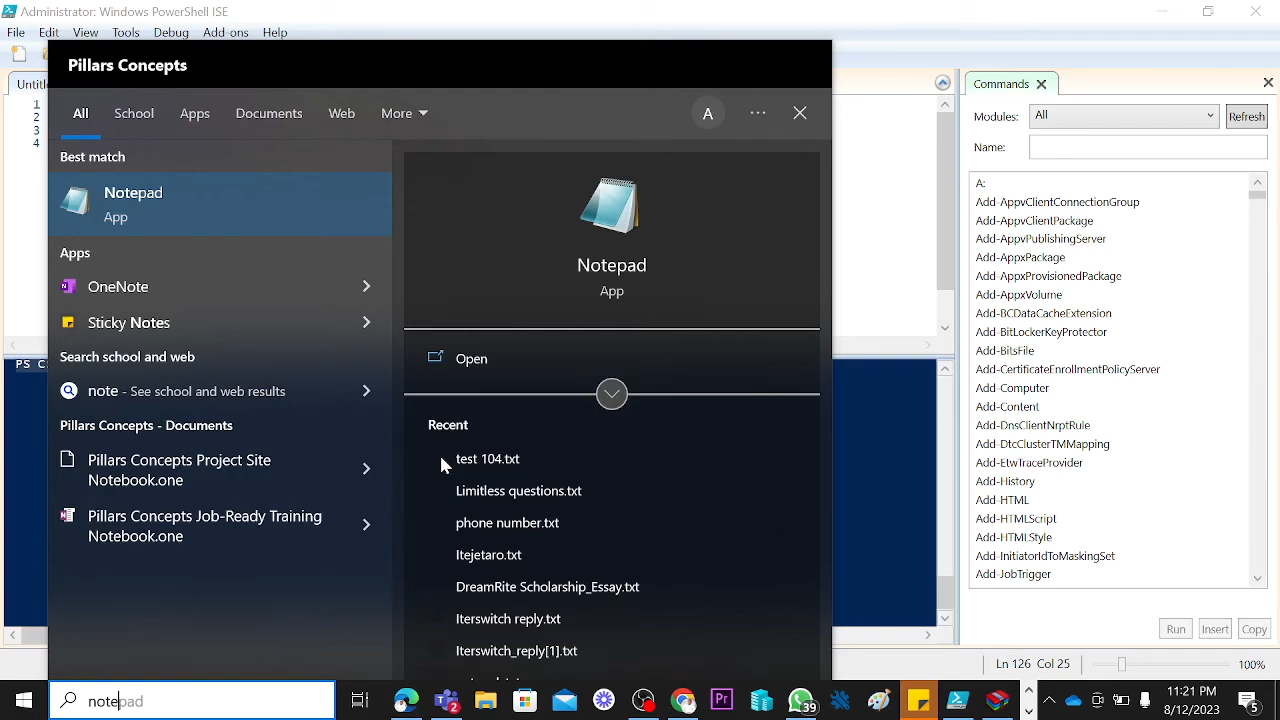 Administrator: Windows PowerShell ISE
File Edit View Tools Debug Add-ons Help
Pillars Concepts
All School Apps Documents Web More
A
Best match
Notepad
App
Apps
OneNote
Sticky Notes
Search school and web
note - See school and web results
Pillars Concepts - Documents
Pillars Concepts Project Site
Notebook.one
Pillars Concepts Job-Ready Training
Notebook.one
Notepad
App
Open
Recent
test 104.txt
Limitless questions.txt
phone number.txt
Itejetaro.txt
DreamRite Scholarship_Essay.txt
Iterswitch reply.txt
Iterswitch_reply[1].txt
1
2
3
4
Commands
Modules:
All
Refresh
Name:
A:
Add-AppvClientConnectionGroup
Add-AppvClientPackage
Add-AppvPublishingServer
Add-AppxPackage
Add-AppxProvisionedPackage
Add-AppxVolume
Add-BCDataCacheExtension
Add-BitLockerKeyProtector
Add-BitsFile
Add-CertificateEnrollmentPolicyServer
Add-Computer
Add-Content
Add-DnsClientNrptRule
Add-DtcClusterTMMapping
Add-EtwTraceProvider
Add-History
Add-HTML
Add-HTMLScript
Add-HTMLStyle
Add-InitiatorIdToMaskingSet
Add-JobTrigger
Run Insert Copy
Ln 126 Col 25
100%
notepad
2
Pr
39
11:21 PM
8/12/2023
5